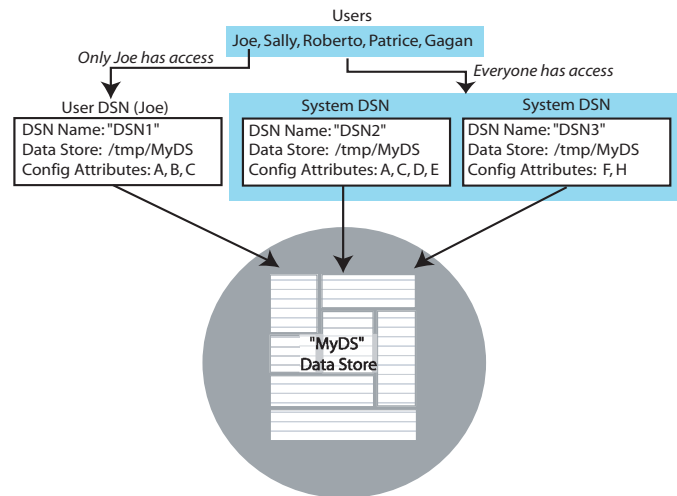 Users
Joe, Sally, Roberto, Patrice, Gagan
Only Joe has access
Everyone has access
User DSN (Joe)
DSN Name: "DSN1"
Data Store: /tmp/MyDS
Config Attributes: A, B, C
System DSN
DSN Name: "DSN2"
Data Store: /tmp/MyDS
Config Attributes: A, C, D, E
System DSN
DSN Name: "DSN3"
Data Store: /tmp/MyDS
Config Attributes: F, H
"MyDS"
Data Store